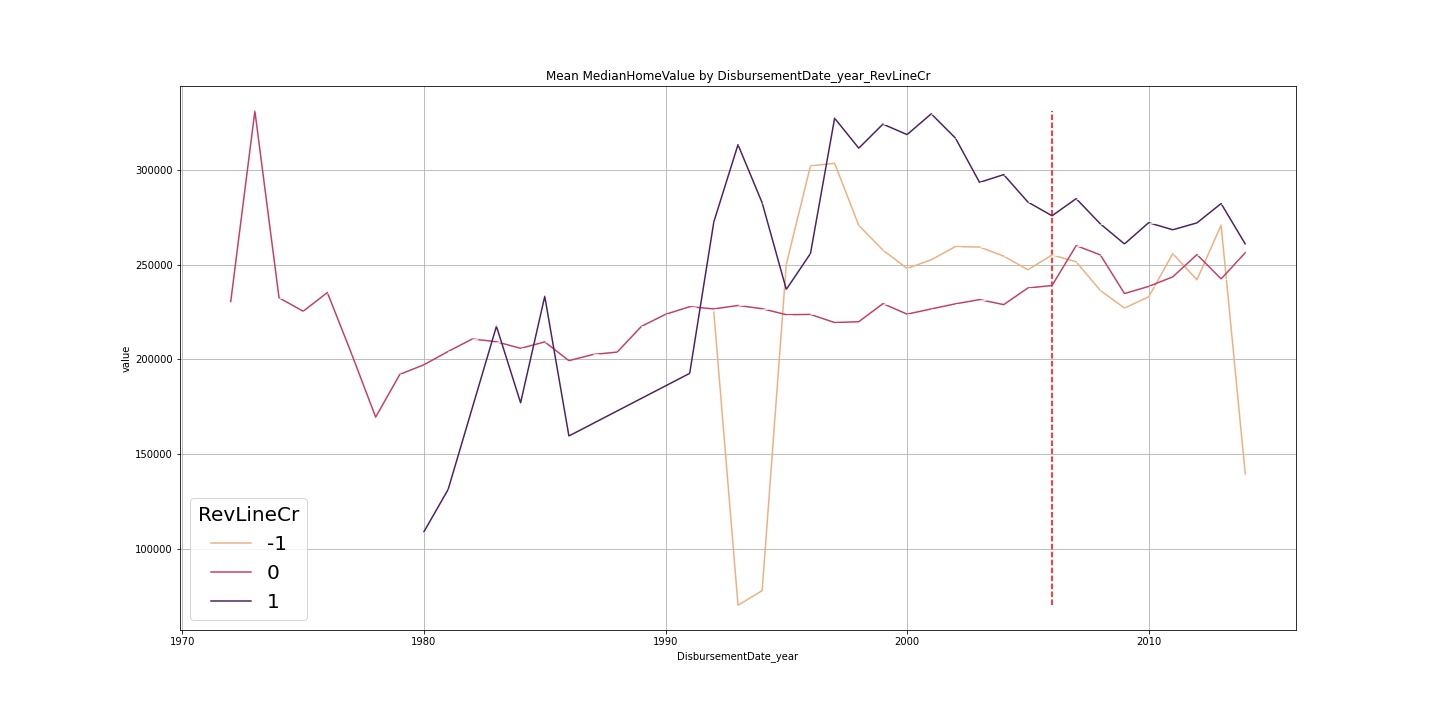 Mean MedianHomeValue by DisbursementDate_year_RevLineCr
value
300000
250000
200000
150000
100000
RevLineCr
-1
0
1
1970 1980 1990 2000 2010
DisbursementDate_year